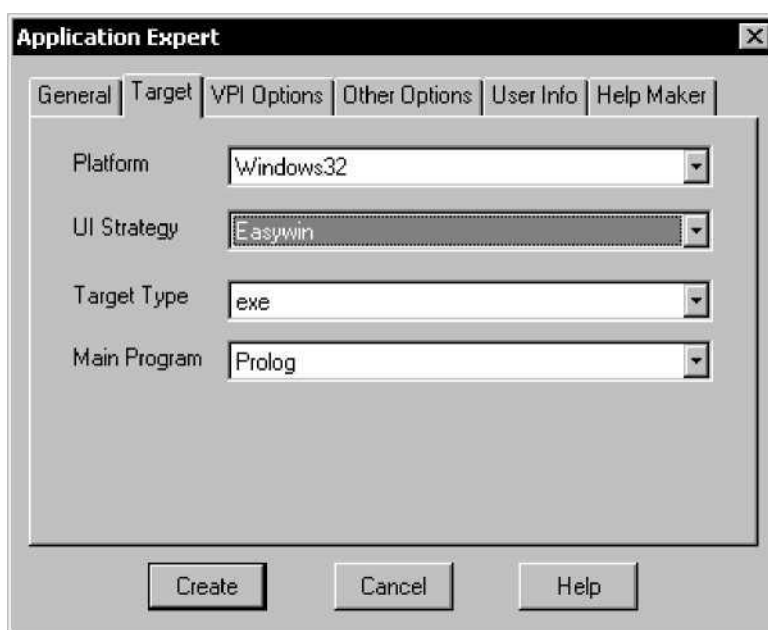 Application Expert
General Target VPI Options Other Options User Info Help Maker
Platform Windows32
UI Strategy Easywin
Target Type exe
Main Program Prolog
Create Cancel Help